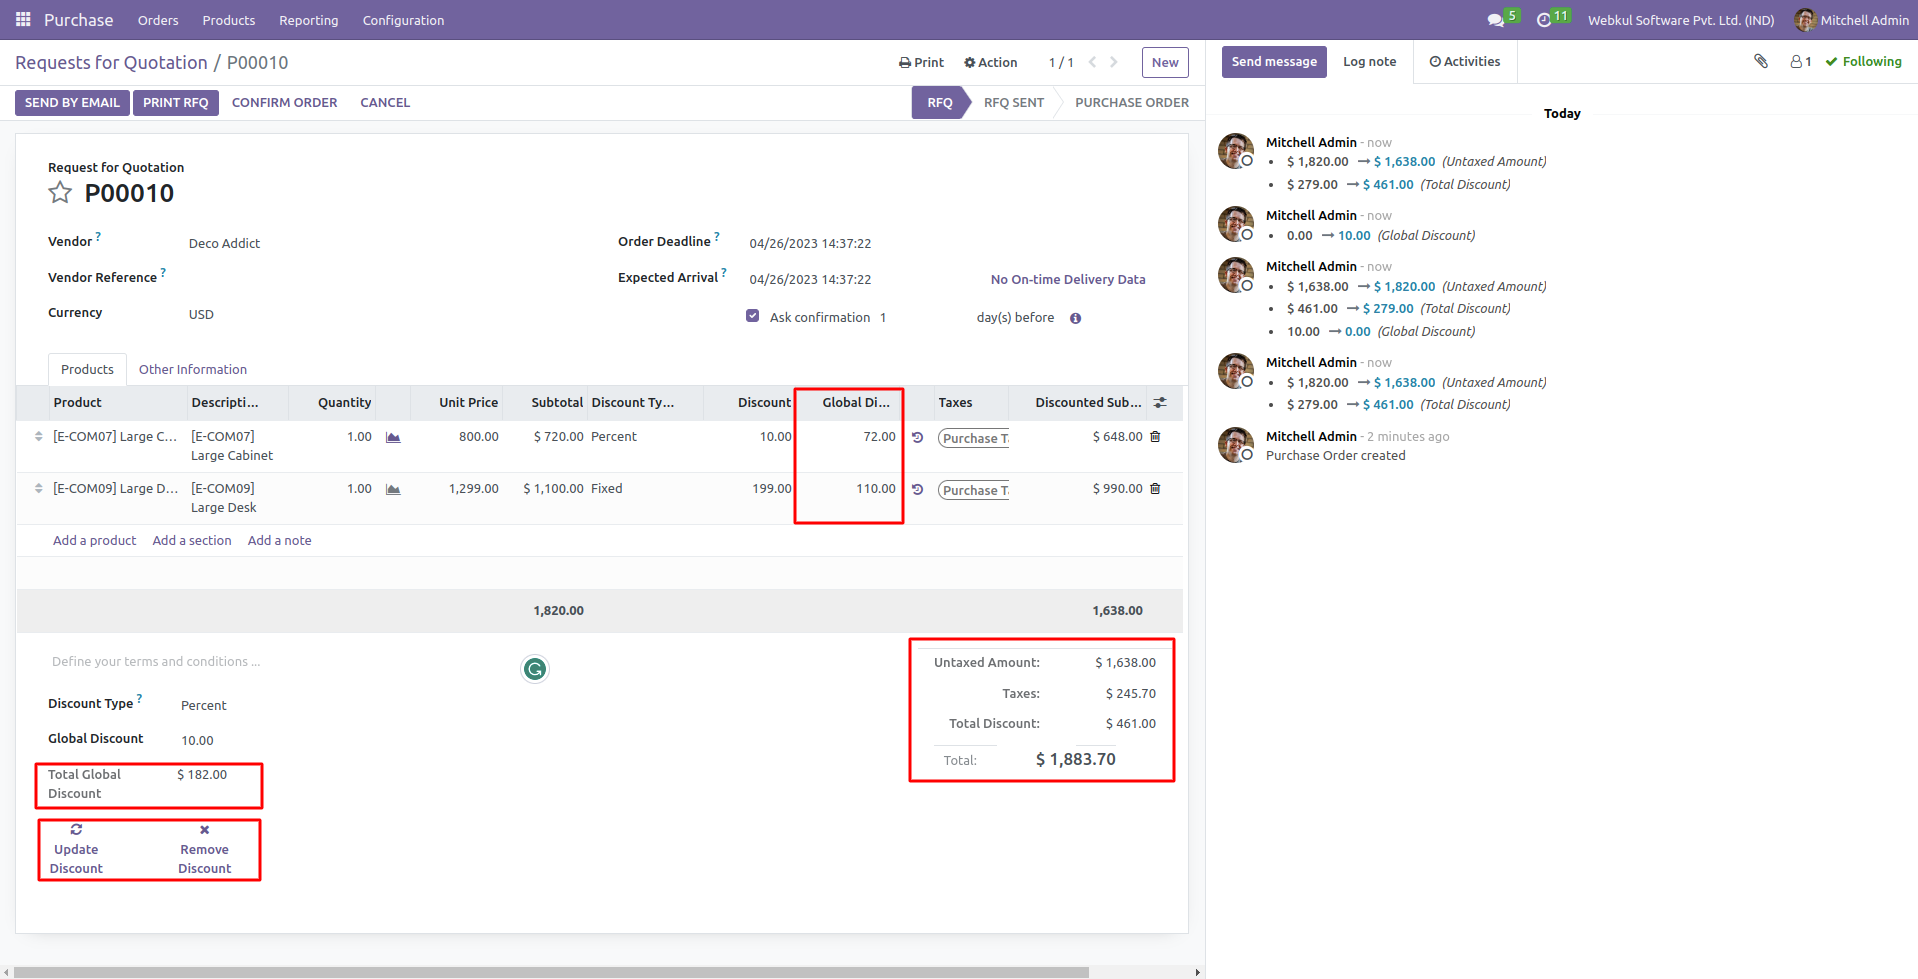 Purchase Orders Products Reporting Configuration 5 11 Webkul Software Pvt. Ltd. (IND) Mitchell Admin
Requests for Quotation / P00010 Print Action 1 / 1 New
SEND BY EMAIL PRINT RFQ CONFIRM ORDER CANCEL RFQ RFQ SENT PURCHASE ORDER
Request for Quotation
P00010
Vendor ? Deco Addict Order Deadline ? 04/26/2023 14:37:22
Vendor Reference ? Expected Arrival ? 04/26/2023 14:37:22 No On-time Delivery Data
Currency USD Ask confirmation 1 day(s) before
Products Other Information
Product Descripti... Quantity Unit Price Subtotal Discount Ty... Discount Global Di... Taxes Discounted Sub...
[E-COM07] Large C... [E-COM07] 1.00 800.00 $ 720.00 Percent 10.00 72.00 Purchase T $ 648.00
Large Cabinet
[E-COM09] Large D... [E-COM09] 1.00 1,299.00 $ 1,100.00 Fixed 199.00 110.00 Purchase T $ 990.00
Large Desk
Add a product Add a section Add a note
1,820.00 1,638.00
Define your terms and conditions ...
Discount Type ? Percent
Global Discount 10.00
Total Global $ 182.00
Discount
Update Remove
Discount Discount
Untaxed Amount: $ 1,638.00
Taxes: $ 245.70
Total Discount: $ 461.00
Total: $ 1,883.70
Send message Log note Activities 1 Following
Today
Mitchell Admin - now
• $ 1,820.00 → $ 1,638.00 (Untaxed Amount)
• $ 279.00 → $ 461.00 (Total Discount)
Mitchell Admin - now
• 0.00 → 10.00 (Global Discount)
Mitchell Admin - now
• $ 1,638.00 → $ 1,820.00 (Untaxed Amount)
• $ 461.00 → $ 279.00 (Total Discount)
• 10.00 → 0.00 (Global Discount)
Mitchell Admin - now
• $ 1,820.00 → $ 1,638.00 (Untaxed Amount)
• $ 279.00 → $ 461.00 (Total Discount)
Mitchell Admin - 2 minutes ago
Purchase Order created